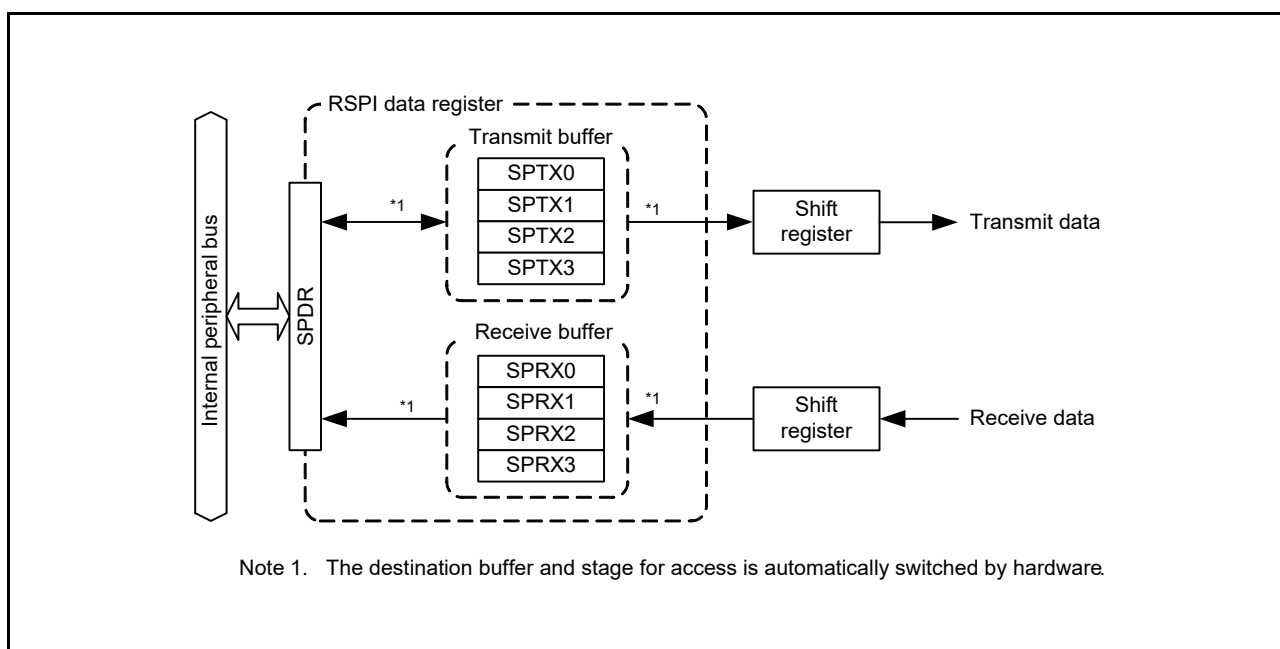 RSPI data register
Transmit buffer
SPTX0
SPTX1
SPTX2
SPTX3
*1
*1
Shift
register
Transmit data
Internal peripheral bus
SPDR
Receive buffer
SPRX0
SPRX1
SPRX2
SPRX3
*1
*1
Shift
register
Receive data
Note 1. The destination buffer and stage for access is automatically switched by hardware.